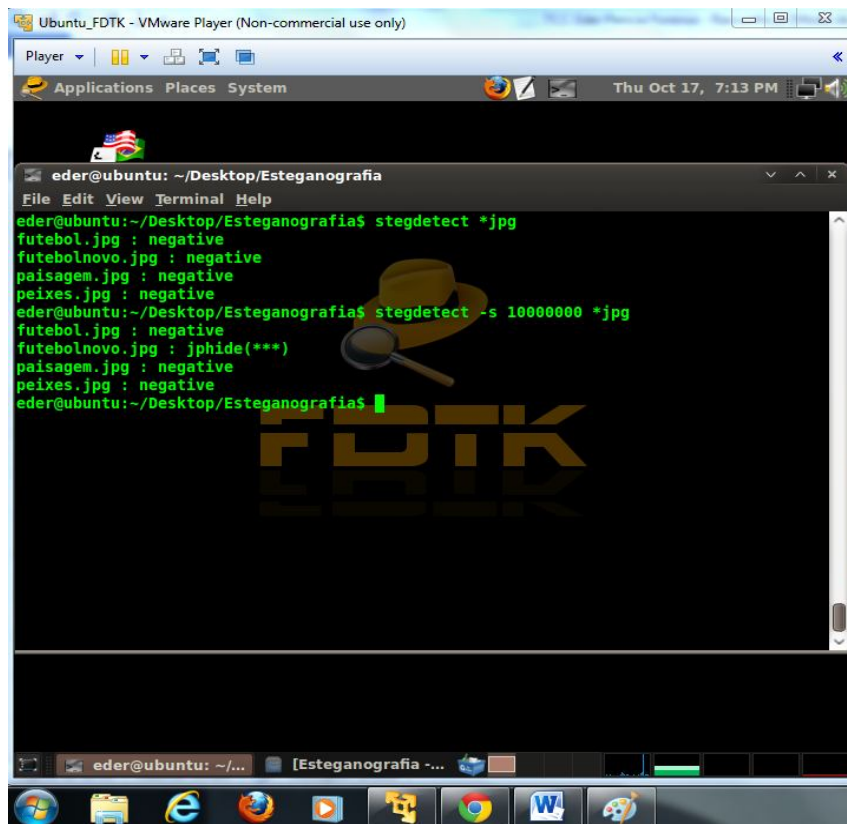 Ubuntu_FDTK - VMware Player (Non-commercial use only)
Player
Applications Places System
Thu Oct 17, 7:13 PM
eder@ubuntu: ~/Desktop/Esteganografia
File Edit View Terminal Help
eder@ubuntu:~/Desktop/Esteganografia$ stegdetect *jpg
futebol.jpg : negative
futebolnovo.jpg : negative
paisagem.jpg : negative
peixes.jpg : negative
eder@ubuntu:~/Desktop/Esteganografia$ stegdetect -s 10000000 *jpg
futebol.jpg : negative
futebolnovo.jpg : jphide(***)
paisagem.jpg : negative
peixes.jpg : negative
eder@ubuntu:~/Desktop/Esteganografia$
FDTK
eder@ubuntu: ~/...
[Esteganografia -...